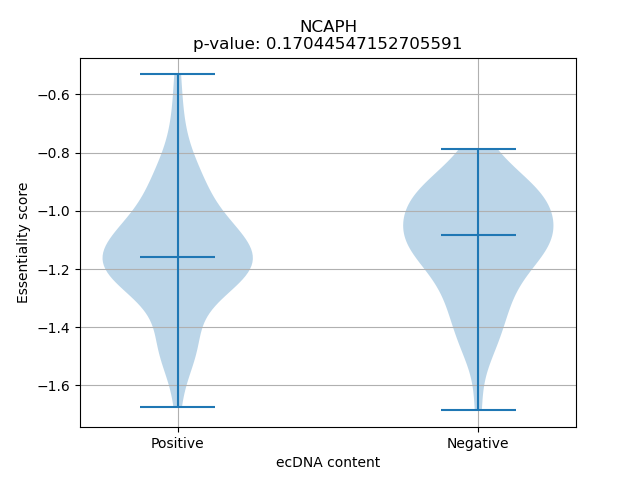 NCAPH
p-value: 0.17044547152705591
−0.6
−0.8
−1.0
−1.2
−1.4
−1.6
Essentiality score
Positive
Negative
ecDNA content